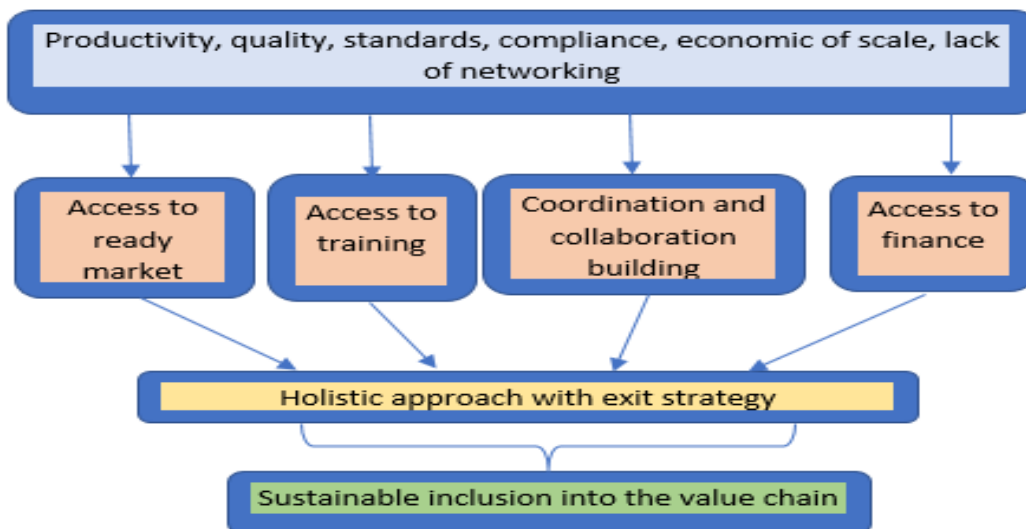 Productivity, quality, standards, compliance, economic of scale, lack
of networking
Access to
ready
market
Access to
training
Coordination and
collaboration
building
Access to
finance
Holistic approach with exit strategy
Sustainable inclusion into the value chain